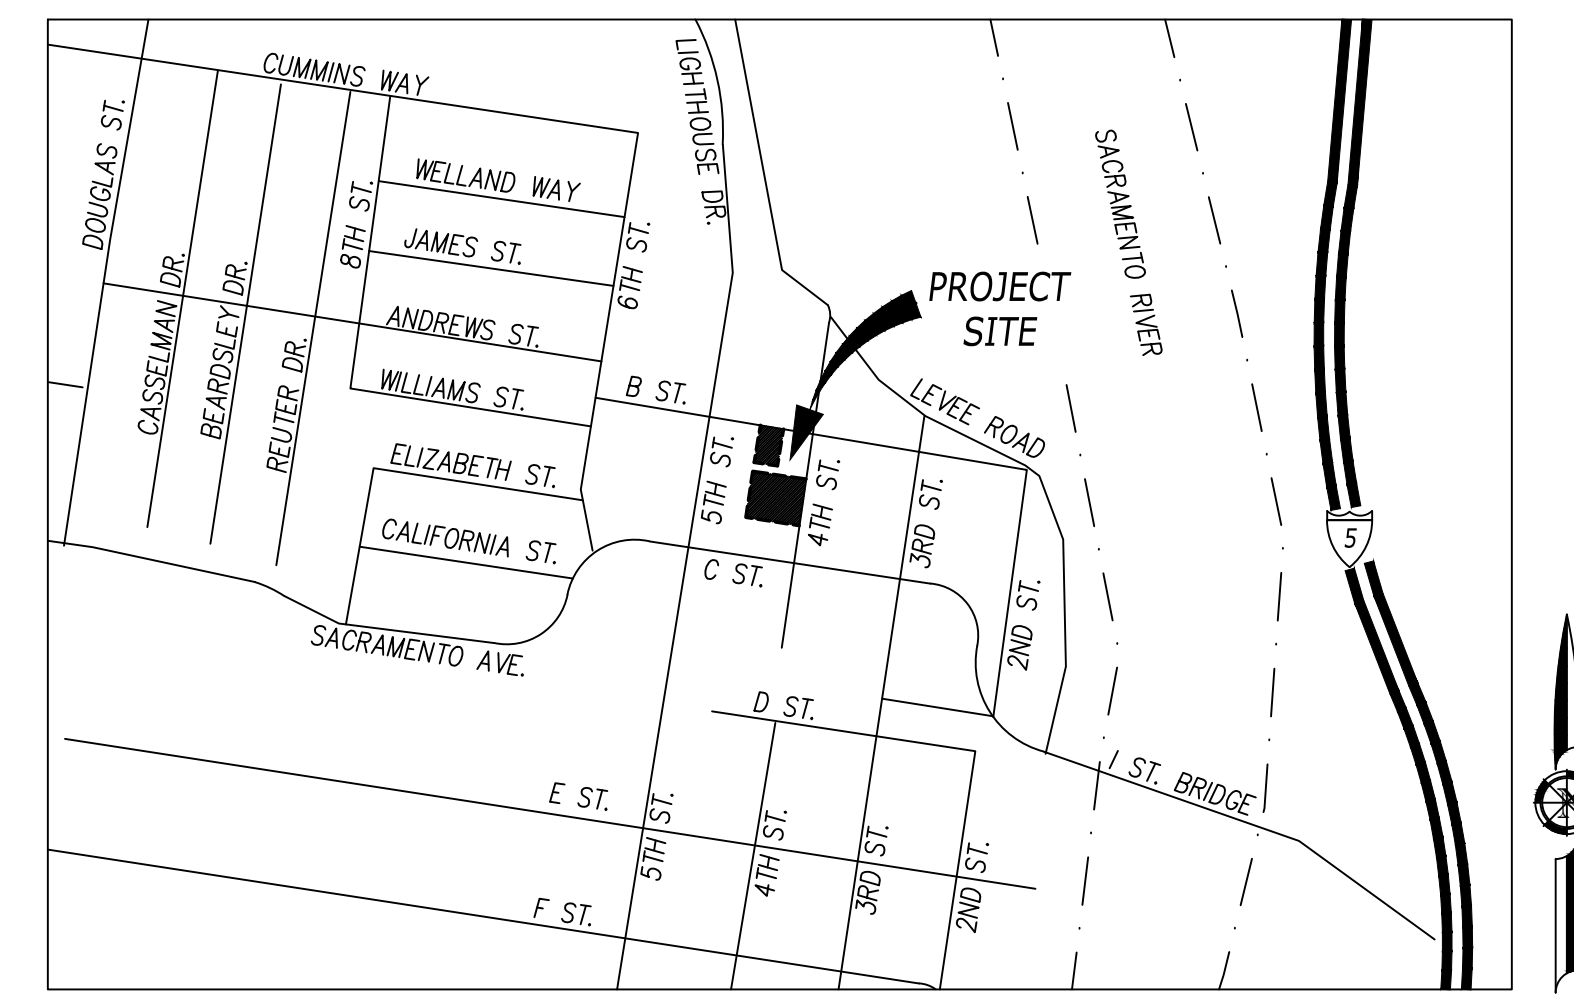 CUMMINS WAY
LIGHTHOUSE DR.
DOUGLAS ST.
SACRAMENTO RIVER
WELLAND WAY
8TH ST.
JAMES ST.
6TH ST.
CASSELMAN DR.
BEARDSLEY DR.
PROJECT
SITE
ANDREWS ST.
REUTER DR.
WILLIAMS ST.
B ST.
LEVEE ROAD
ELIZABETH ST.
5TH ST.
4TH ST.
3RD ST.
CALIFORNIA ST.
5
C ST.
2ND ST.
SACRAMENTO AVE.
D ST.
I ST. BRIDGE
E ST.
5TH ST.
4TH ST.
3RD ST.
2ND ST.
F ST.